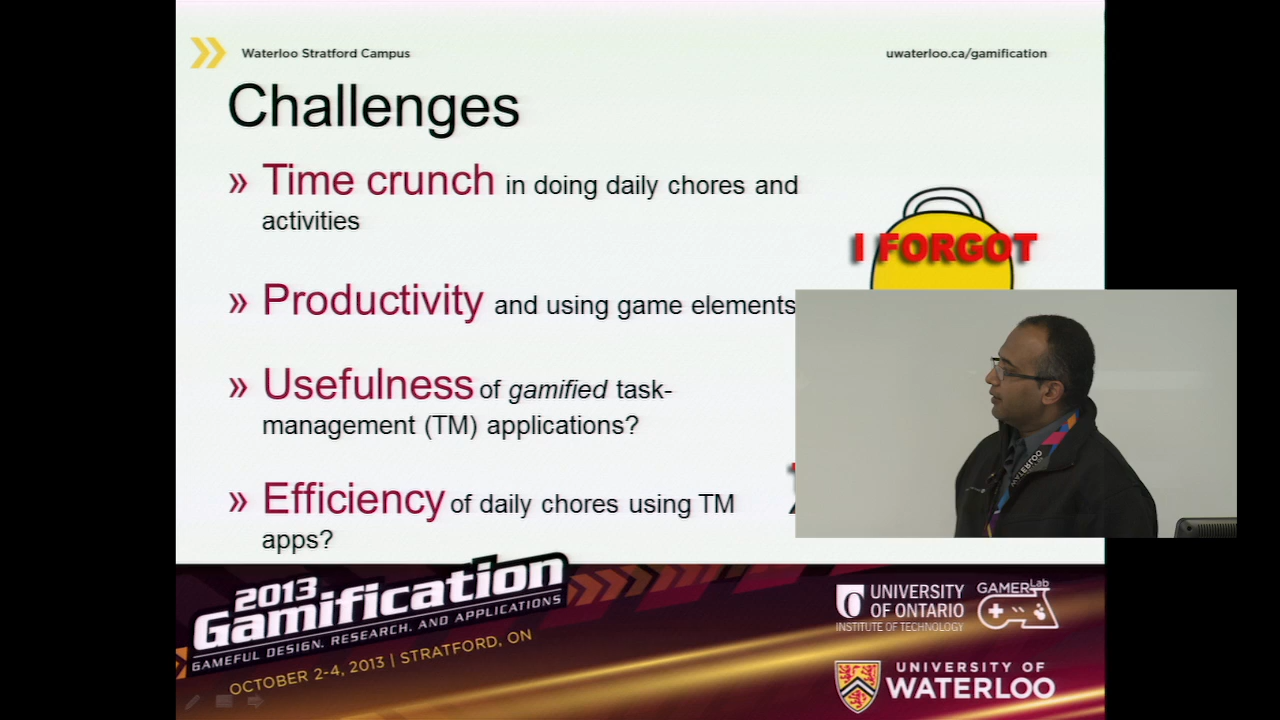 Waterloo Stratford Campus
uwaterloo.ca/gamification
Challenges
» Time crunch in doing daily chores and
activities
I FORGOT
» Productivity and using game elements
» Usefulness of gamified task-
management (TM) applications?
» Efficiency of daily chores using TM
apps?
WATERLOO
2013
Gamification
GAMEFUL DESIGN, RESEARCH, AND APPLICATIONS
OCTOBER 2-4, 2013 | STRATFORD, ON
UNIVERSITY
OF ONTARIO
INSTITUTE OF TECHNOLOGY
GAMER Lab
UNIVERSITY OF
WATERLOO